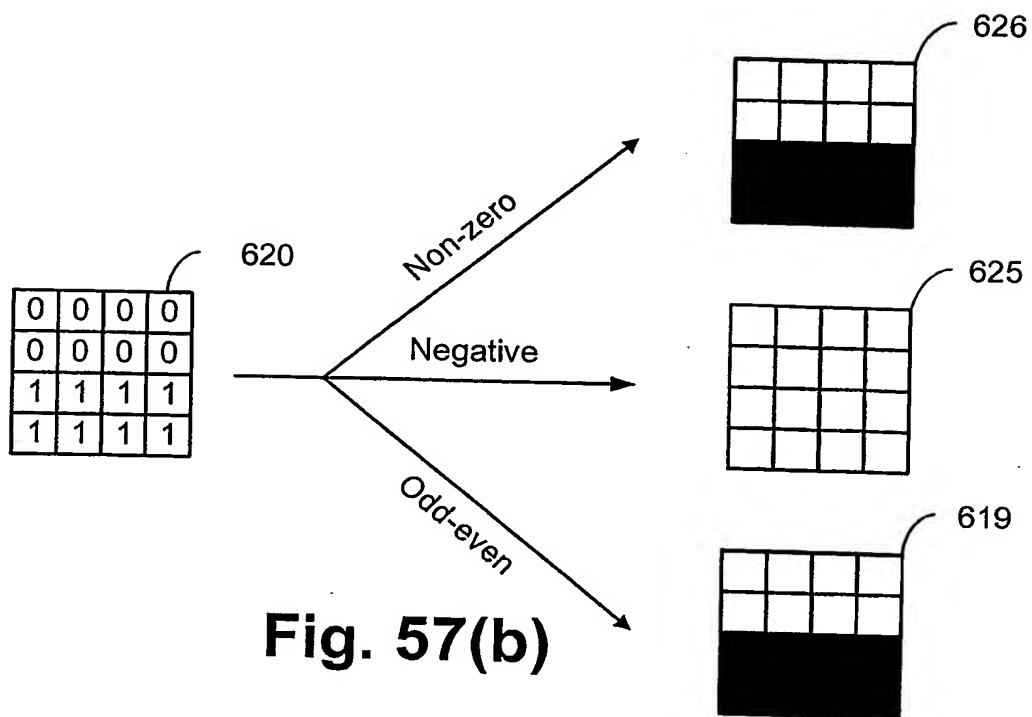 626
Non-zero
620
625
0 0 0 0
0 0 0 0
1 1 1 1
1 1 1 1
Negative
Odd-even
619
Fig. 57(b)